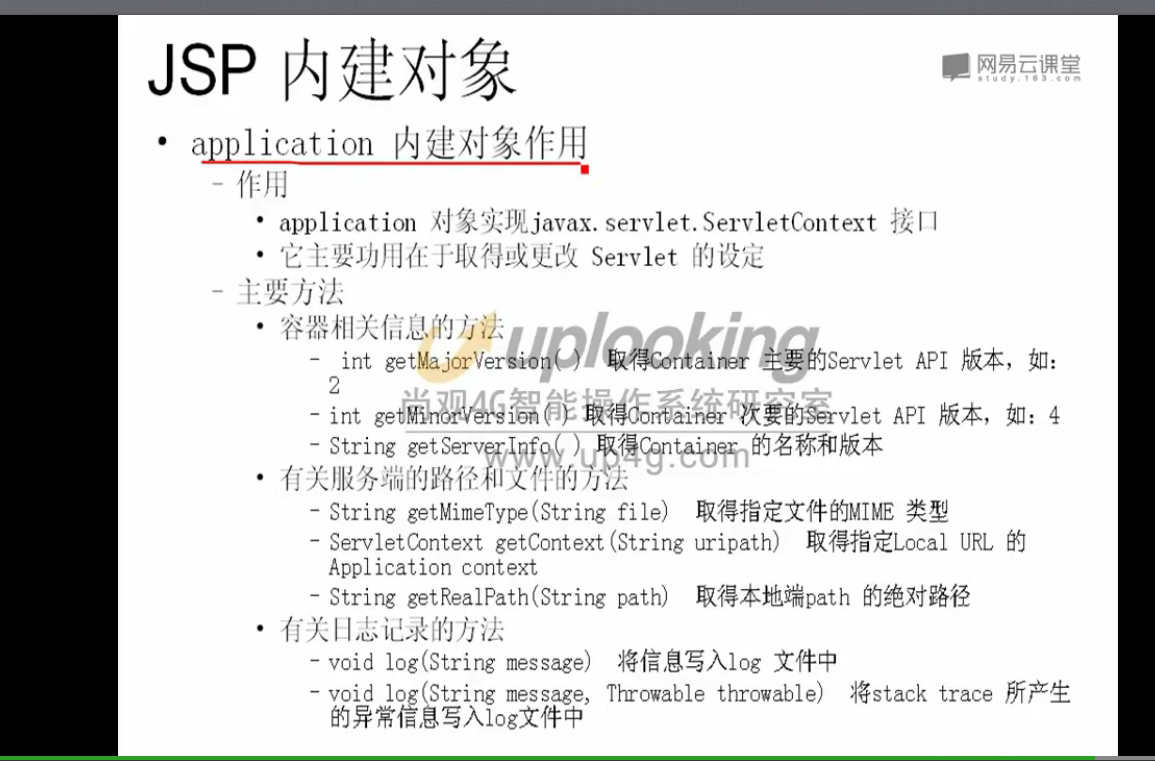 JSP 内建对象
网易云课堂
study.163.com
• application 内建对象作用
– 作用
• application 对象实现javax.servlet.ServletContext 接口
• 它主要功用在于取得或更改 Servlet 的设定
– 主要方法
• 容器相关信息的方法
– int getMajorVersion( ) 取得Container 主要的Servlet API 版本，如：
2
– int getMinorVersion( ) 取得Container 次要的Servlet API 版本，如：4
– String getServerInfo( ) 取得Container 的名称和版本
• 有关服务端的路径和文件的方法
– String getMimeType(String file) 取得指定文件的MIME 类型
– ServletContext getContext(String uripath) 取得指定Local URL 的
Application context
– String getRealPath(String path) 取得本地端path 的绝对路径
• 有关日志记录的方法
– void log(String message) 将信息写入log 文件中
– void log(String message, Throwable throwable) 将stack trace 所产生
的异常信息写入log文件中
uplooking
尚观4G智能操作系统研究室
www.up4g.com